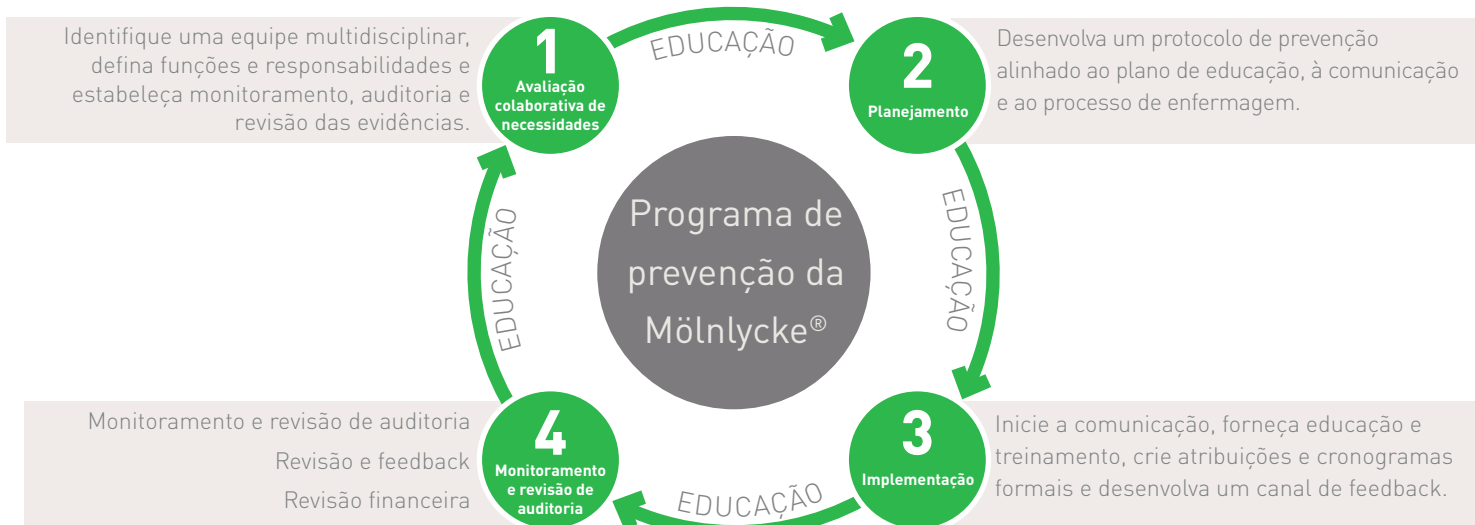 Identifique uma equipe multidisciplinar,
defina funções e responsabilidades e
estabeleça monitoramento, auditoria e
revisão das evidências.
1
Avaliação
colaborativa de
necessidades
EDUCAÇÃO
2
Planejamento
Desenvolva um protocolo de prevenção
alinhado ao plano de educação, à comunicação
e ao processo de enfermagem.
EDUCAÇÃO
Programa de
prevenção da
Mölnlycke®
EDUCAÇÃO
Monitoramento e revisão de auditoria
Revisão e feedback
Revisão financeira
4
Monitoramento
e revisão de
auditoria
EDUCAÇÃO
3
Implementação
Inicie a comunicação, forneça educação e
treinamento, crie atribuições e cronogramas
formais e desenvolva um canal de feedback.